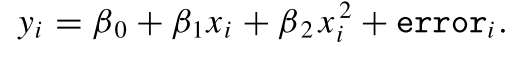 yᵢ = β₀ + β₁xᵢ + β₂xᵢ² + errorᵢ.